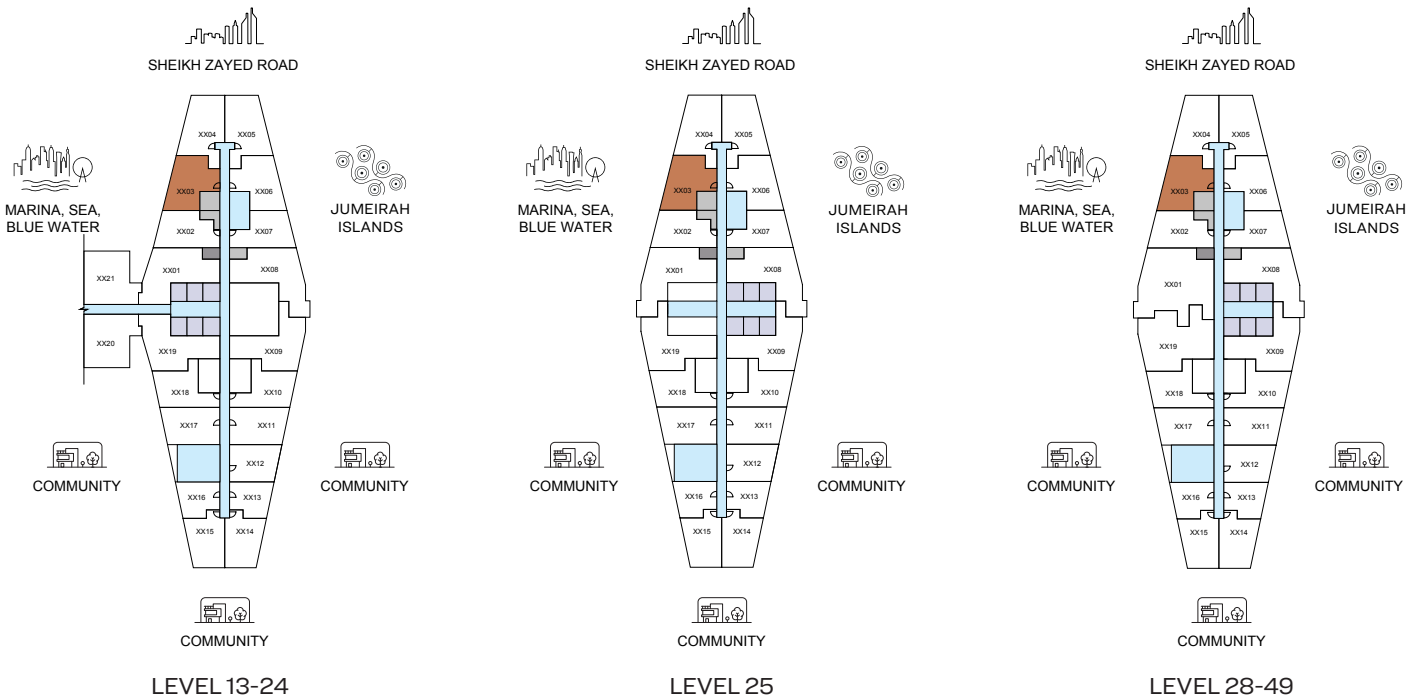 SHEIKH ZAYED ROAD
MARINA, SEA,
BLUE WATER
JUMEIRAH
ISLANDS
XX04
XX05
XX03
XX06
XX02
XX07
XX21
XX01
XX08
XX20
XX19
XX09
XX18
XX10
XX17
XX11
XX12
XX16
XX13
XX15
XX14
COMMUNITY
COMMUNITY
COMMUNITY
LEVEL 13-24
SHEIKH ZAYED ROAD
MARINA, SEA,
BLUE WATER
JUMEIRAH
ISLANDS
XX04
XX05
XX03
XX06
XX02
XX07
XX01
XX08
XX19
XX09
XX18
XX10
XX17
XX11
XX12
XX16
XX13
XX15
XX14
COMMUNITY
COMMUNITY
COMMUNITY
LEVEL 25
SHEIKH ZAYED ROAD
MARINA, SEA,
BLUE WATER
JUMEIRAH
ISLANDS
XX04
XX05
XX03
XX06
XX02
XX07
XX01
XX08
XX19
XX09
XX18
XX10
XX17
XX11
XX12
XX16
XX13
XX15
XX14
COMMUNITY
COMMUNITY
COMMUNITY
LEVEL 28-49